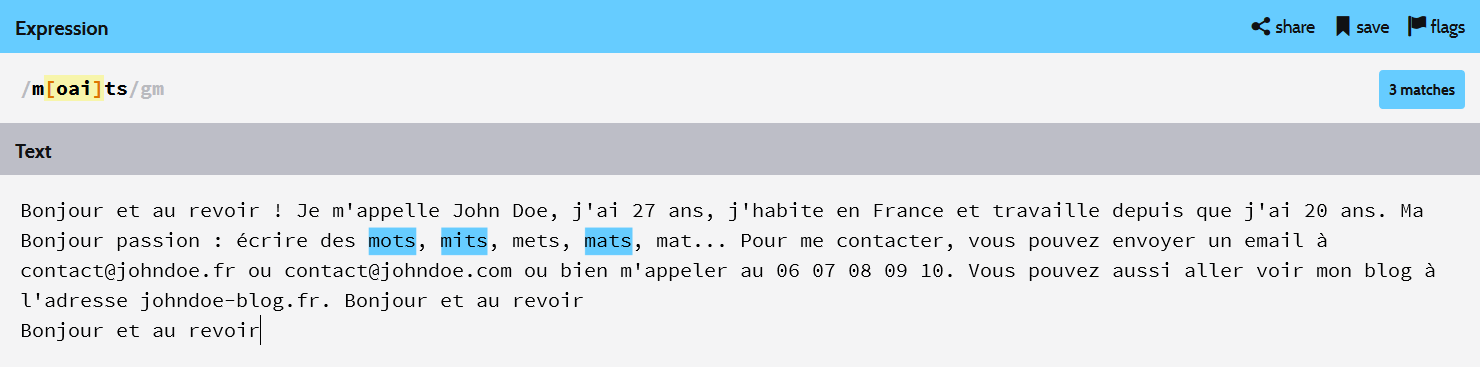 Expression share save flags
/m[oai]ts/gm 3 matches
Text
Bonjour et au revoir ! Je m'appelle John Doe, j'ai 27 ans, j'habite en France et travaille depuis que j'ai 20 ans. Ma
Bonjour passion : écrire des mots, mits, mets, mats, mat... Pour me contacter, vous pouvez envoyer un email à
contact@johndoe.fr ou contact@johndoe.com ou bien m'appeler au 06 07 08 09 10. Vous pouvez aussi aller voir mon blog à
l'adresse johndoe-blog.fr. Bonjour et au revoir
Bonjour et au revoir